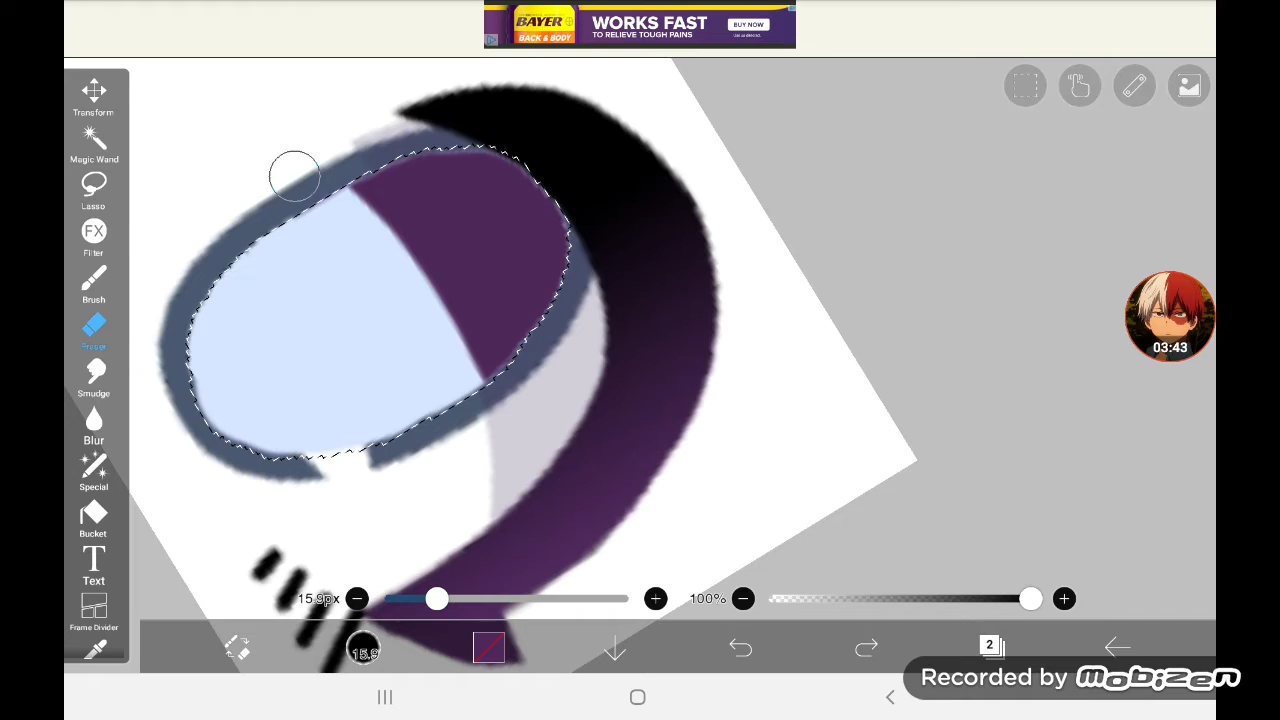 BAYER
BACK & BODY
WORKS FAST
TO RELIEVE TOUGH PAINS
BUY NOW
Transform
Magic Wand
Lasso
FX
Filter
Brush
Eraser
Smudge
Blur
Special
Bucket
T
Text
Frame Divider
03:43
15.9px
100%
15.9
2
Recorded by MOBIZEN